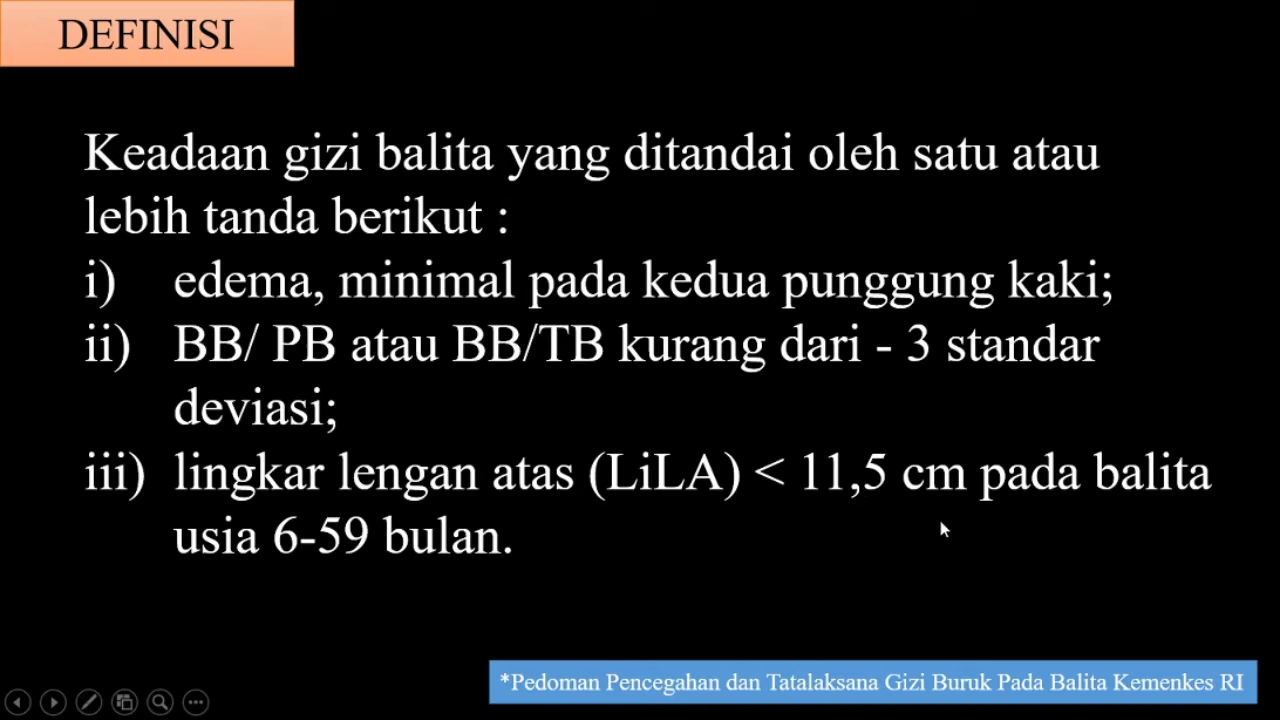 DEFINISI
Keadaan gizi balita yang ditandai oleh satu atau
lebih tanda berikut :
i) edema, minimal pada kedua punggung kaki;
ii) BB/ PB atau BB/TB kurang dari - 3 standar
deviasi;
iii) lingkar lengan atas (LiLA) < 11,5 cm pada balita
usia 6-59 bulan.
*Pedoman Pencegahan dan Tatalaksana Gizi Buruk Pada Balita Kemenkes RI